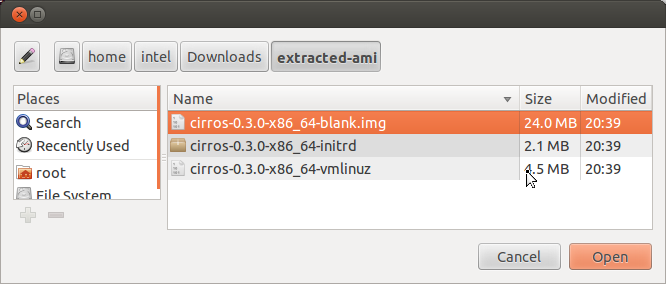 home intel Downloads extracted-ami
Places
Search
Recently Used
root
File System
Name Size Modified
cirros-0.3.0-x86_64-blank.img 24.0 MB 20:39
cirros-0.3.0-x86_64-initrd 2.1 MB 20:39
cirros-0.3.0-x86_64-vmlinuz 4.5 MB 20:39
Cancel Open